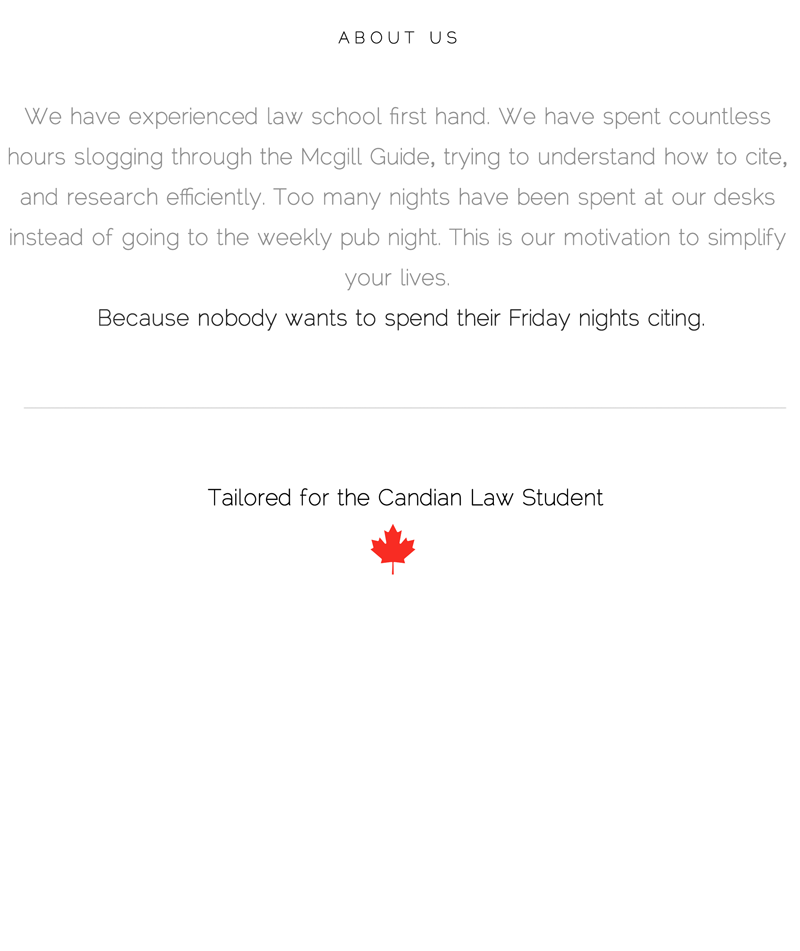 ABOUT US
We have experienced law school first hand. We have spent countless
hours slogging through the Mcgill Guide, trying to understand how to cite,
and research efficiently. Too many nights have been spent at our desks
instead of going to the weekly pub night. This is our motivation to simplify
your lives.
Because nobody wants to spend their Friday nights citing.
Tailored for the Candian Law Student